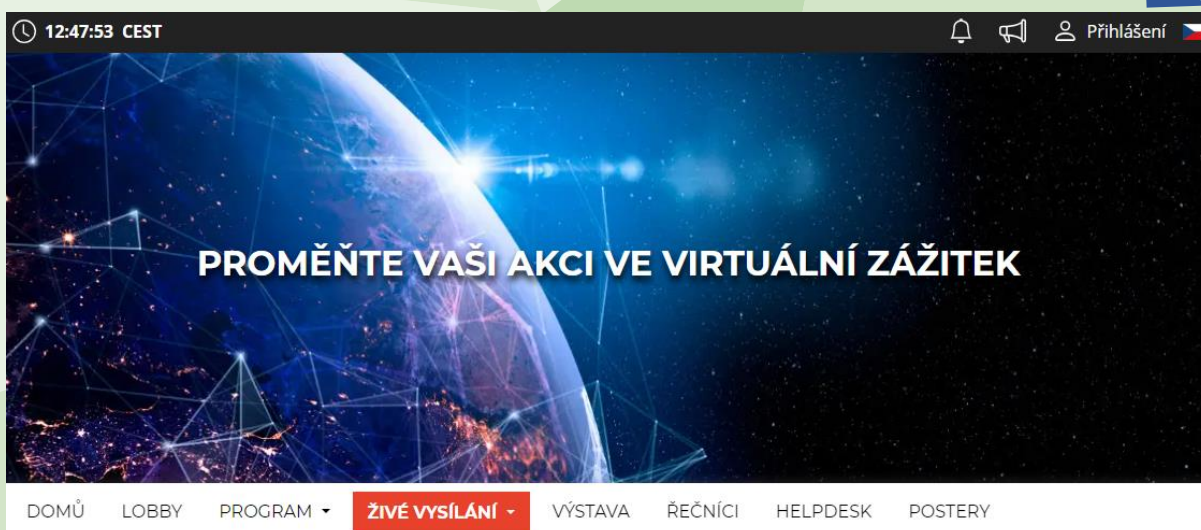 12:47:53 CEST Přihlášení
PROMĚŇTE VAŠI AKCI VE VIRTUÁLNÍ ZÁŽITEK
DOMŮ LOBBY PROGRAM ŽIVÉ VYSÍLÁNÍ VÝSTAVA ŘEČNÍCI HELPDESK POSTERY